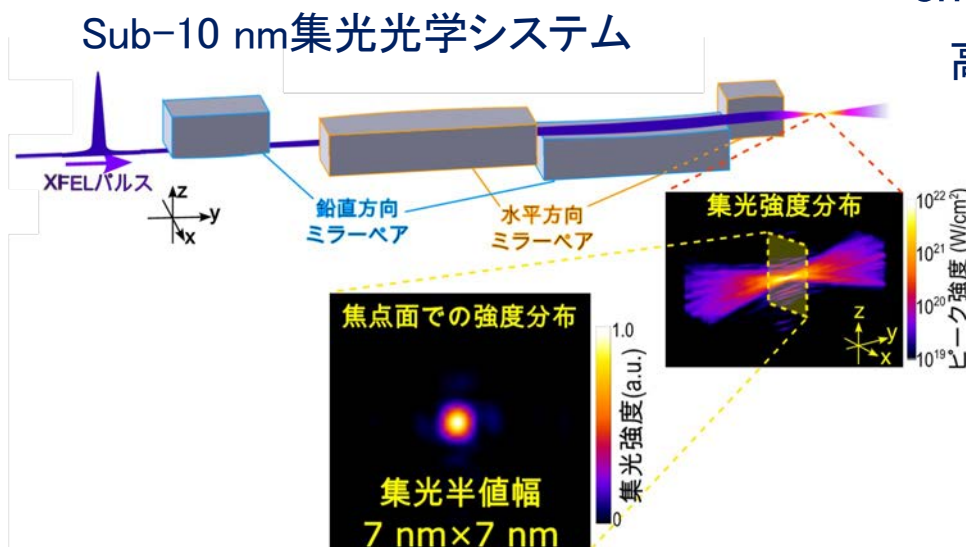 Sub-10 nm集光光学システム
高
XFELパルス
z
y
x
鉛直方向
ミラーペア
水平方向
ミラーペア
集光強度分布
10²² 
10²¹
10²⁰
10¹⁹
ピーク強度 (W/cm²)
z
y
x
焦点面での強度分布
1.0
0
集光強度(a.u.)
集光半値幅
7 nm×7 nm